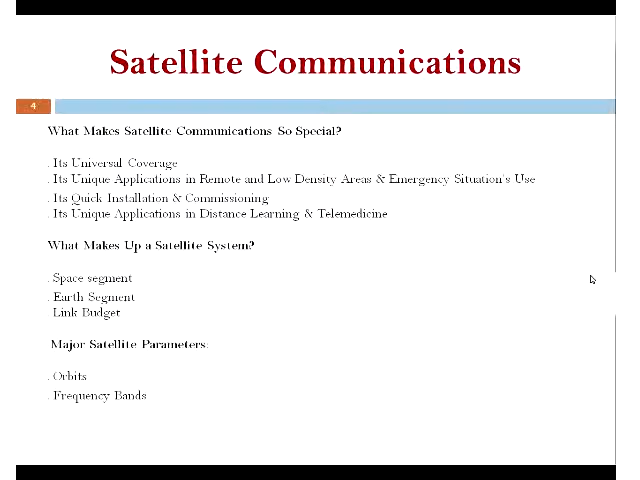 Satellite Communications
4
What Makes Satellite Communications So Special?
. Its Universal Coverage
. Its Unique Applications in Remote and Low Density Areas & Emergency Situation's Use
. Its Quick Installation & Commissioning
. Its Unique Applications in Distance Learning & Telemedicine
What Makes Up a Satellite System?
. Space segment
. Earth Segment
. Link Budget
Major Satellite Parameters:
. Orbits
. Frequency Bands